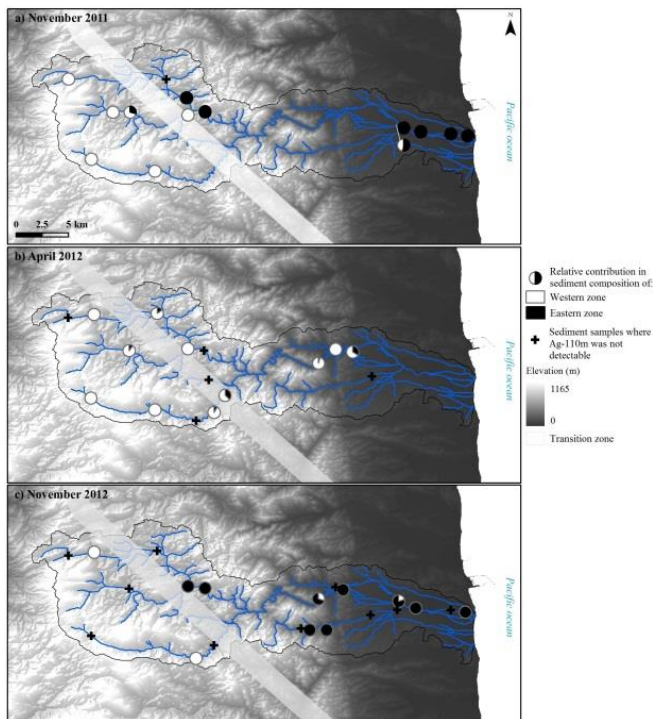 a) November 2011
N
Pacific ocean
0 2.5 5 km
b) April 2012
Pacific ocean
Relative contribution in
sediment composition of:
Western zone
Eastern zone
Sediment samples where
Ag-110m was not
detectable
Elevation (m)
1165
0
Transition zone
c) November 2012
Pacific ocean